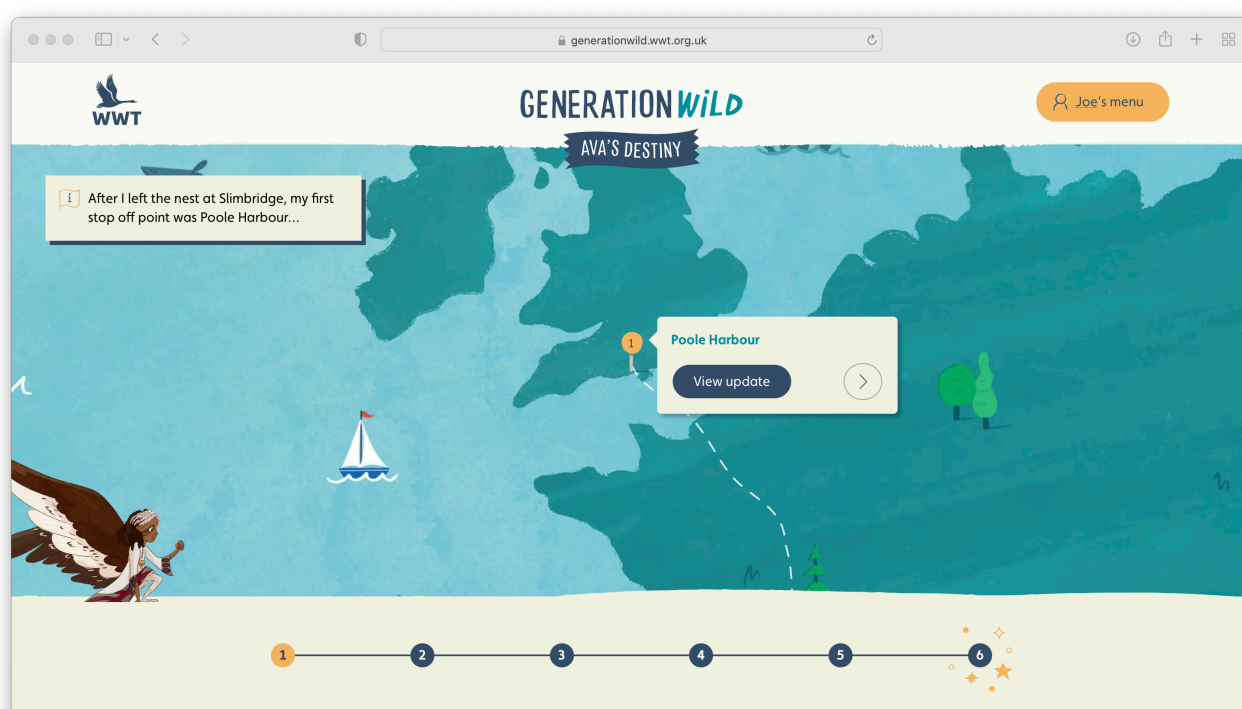 generationwild.wwt.org.uk
WWT
GENERATION WiLD
AVA'S DESTINY
Joe's menu
i
After I left the nest at Slimbridge, my first
stop off point was Poole Harbour...
1
Poole Harbour
View update
1
2
3
4
5
6